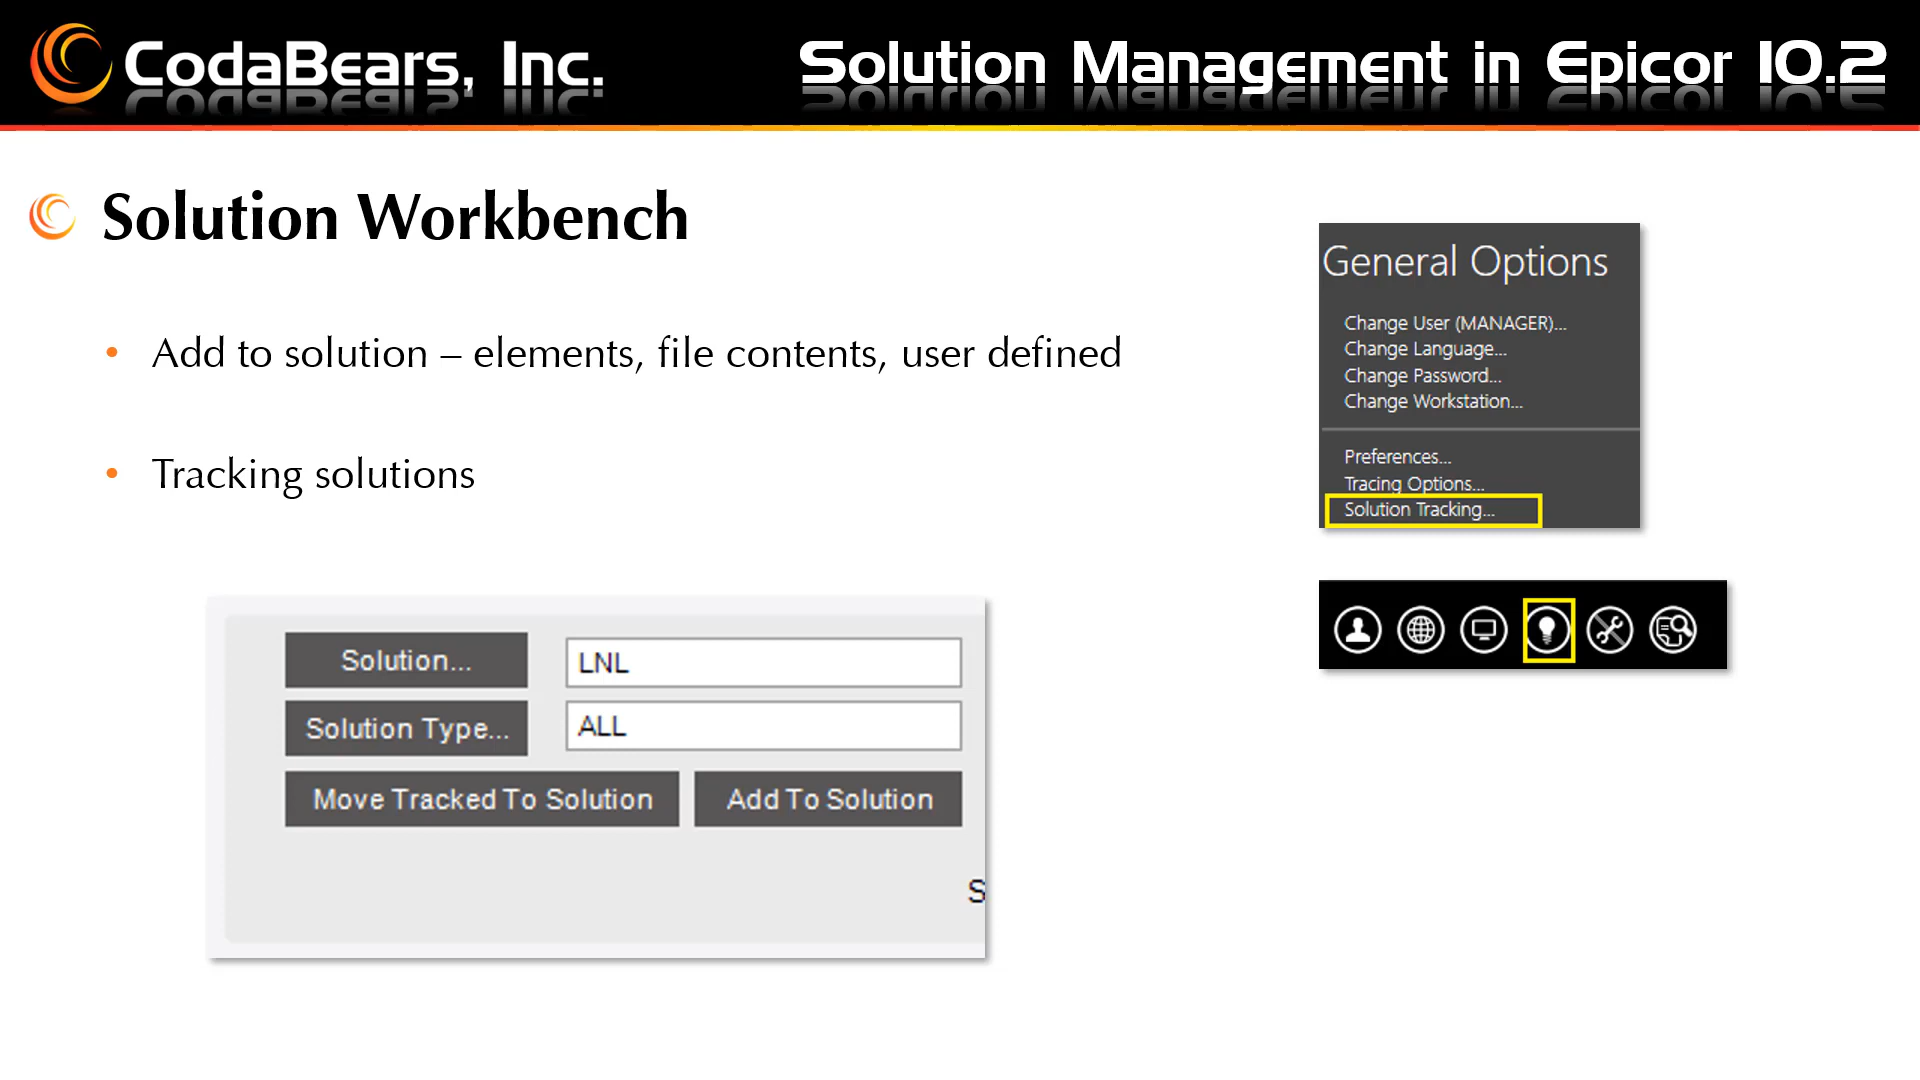 CodaBears, Inc.
Solution Management in Epicor 10.2
Solution Workbench
• Add to solution – elements, file contents, user defined
• Tracking solutions
General Options
Change User (MANAGER)...
Change Language...
Change Password...
Change Workstation...
Preferences...
Tracing Options...
Solution Tracking...
Solution...
LNL
Solution Type...
ALL
Move Tracked To Solution
Add To Solution
S